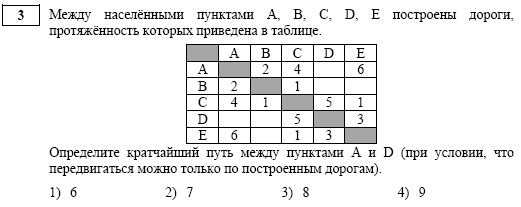 3
Между населёнными пунктами A, B, C, D, E построены дороги,
протяжённость которых приведена в таблице.
A B C D E
A 2 4 6
B 2 1
C 4 1 5 1
D 5 3
E 6 1 3
Определите кратчайший путь между пунктами A и D (при условии, что
передвигаться можно только по построенным дорогам).
1) 6 2) 7 3) 8 4) 9